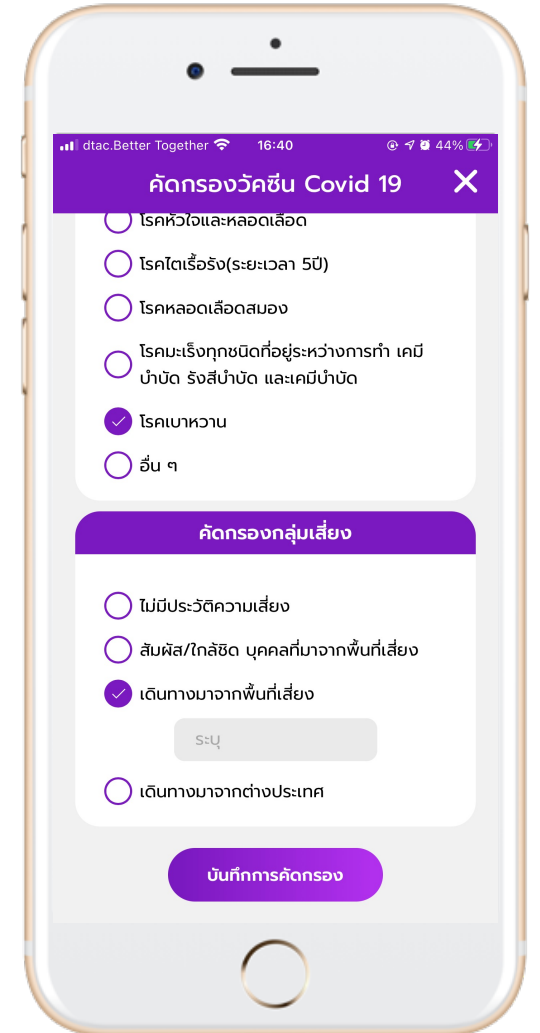 dtac.Better Together 16:40 44%
คัดกรองวัคซีน Covid 19
โรคหัวใจและหลอดเลือด
โรคไตเรื้อรัง(ระยะเวลา 5ปี)
โรคหลอดเลือดสมอง
โรคมะเร็งทุกชนิดที่อยู่ระหว่างการทำ เคมี
บำบัด รังสีบำบัด และเคมีบำบัด
โรคเบาหวาน
อื่น ๆ
คัดกรองกลุ่มเสี่ยง
ไม่มีประวัติความเสี่ยง
สัมผัส/ใกล้ชิด บุคคลที่มาจากพื้นที่เสี่ยง
เดินทางมาจากพื้นที่เสี่ยง
ระบุ
เดินทางมาจากต่างประเทศ
บันทึกการคัดกรอง